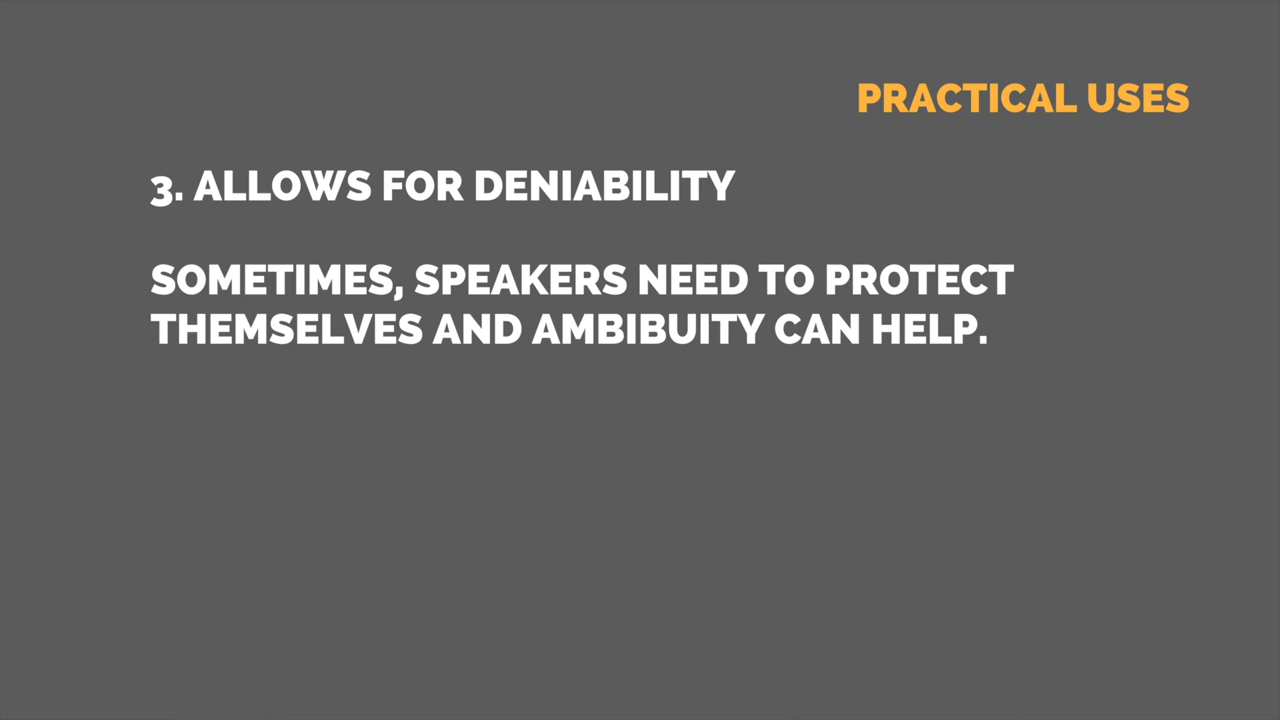 PRACTICAL USES
3. ALLOWS FOR DENIABILITY
SOMETIMES, SPEAKERS NEED TO PROTECT
THEMSELVES AND AMBIBUITY CAN HELP.